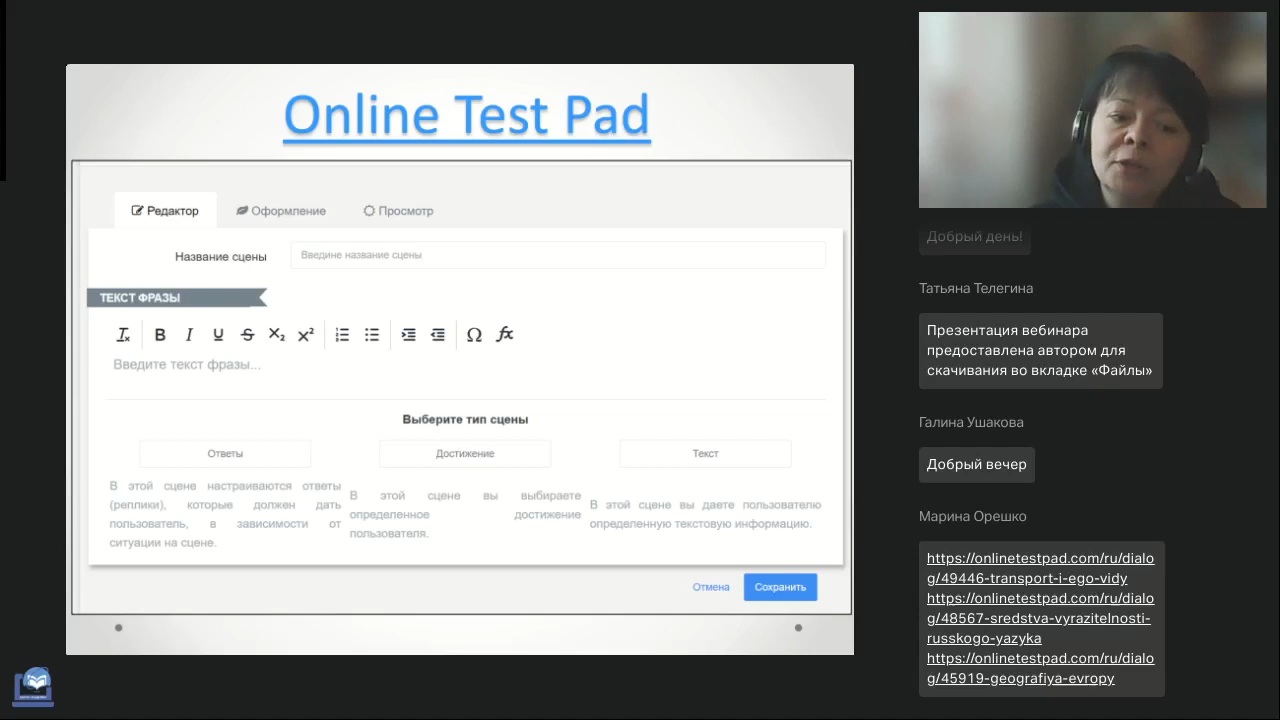 Online Test Pad
Редактор
Оформление
Просмотр
Название сцены
Введине название сцены
ТЕКСТ ФРАЗЫ
Введите текст фразы...
Выберите тип сцены
Ответы
Достижение
Текст
В этой сцене настраиваются ответы
(реплики), которые должен дать
пользователь, в зависимости от
ситуации на сцене.
В этой сцене вы выбираете
определенное достижение
пользователя.
В этой сцене вы даете пользователю
определенную текстовую информацию.
Отмена
Сохранить
Добрый день!
Татьяна Телегина
Презентация вебинара
предоставлена автором для
скачивания во вкладке «Файлы»
Галина Ушакова
Добрый вечер
Марина Орешко
https://onlinetestpad.com/ru/dialo
g/49446-transport-i-ego-vidy
https://onlinetestpad.com/ru/dialo
g/48567-sredstva-vyrazitelnosti-
russkogo-yazyka
https://onlinetestpad.com/ru/dialo
g/45919-geografiya-evropy